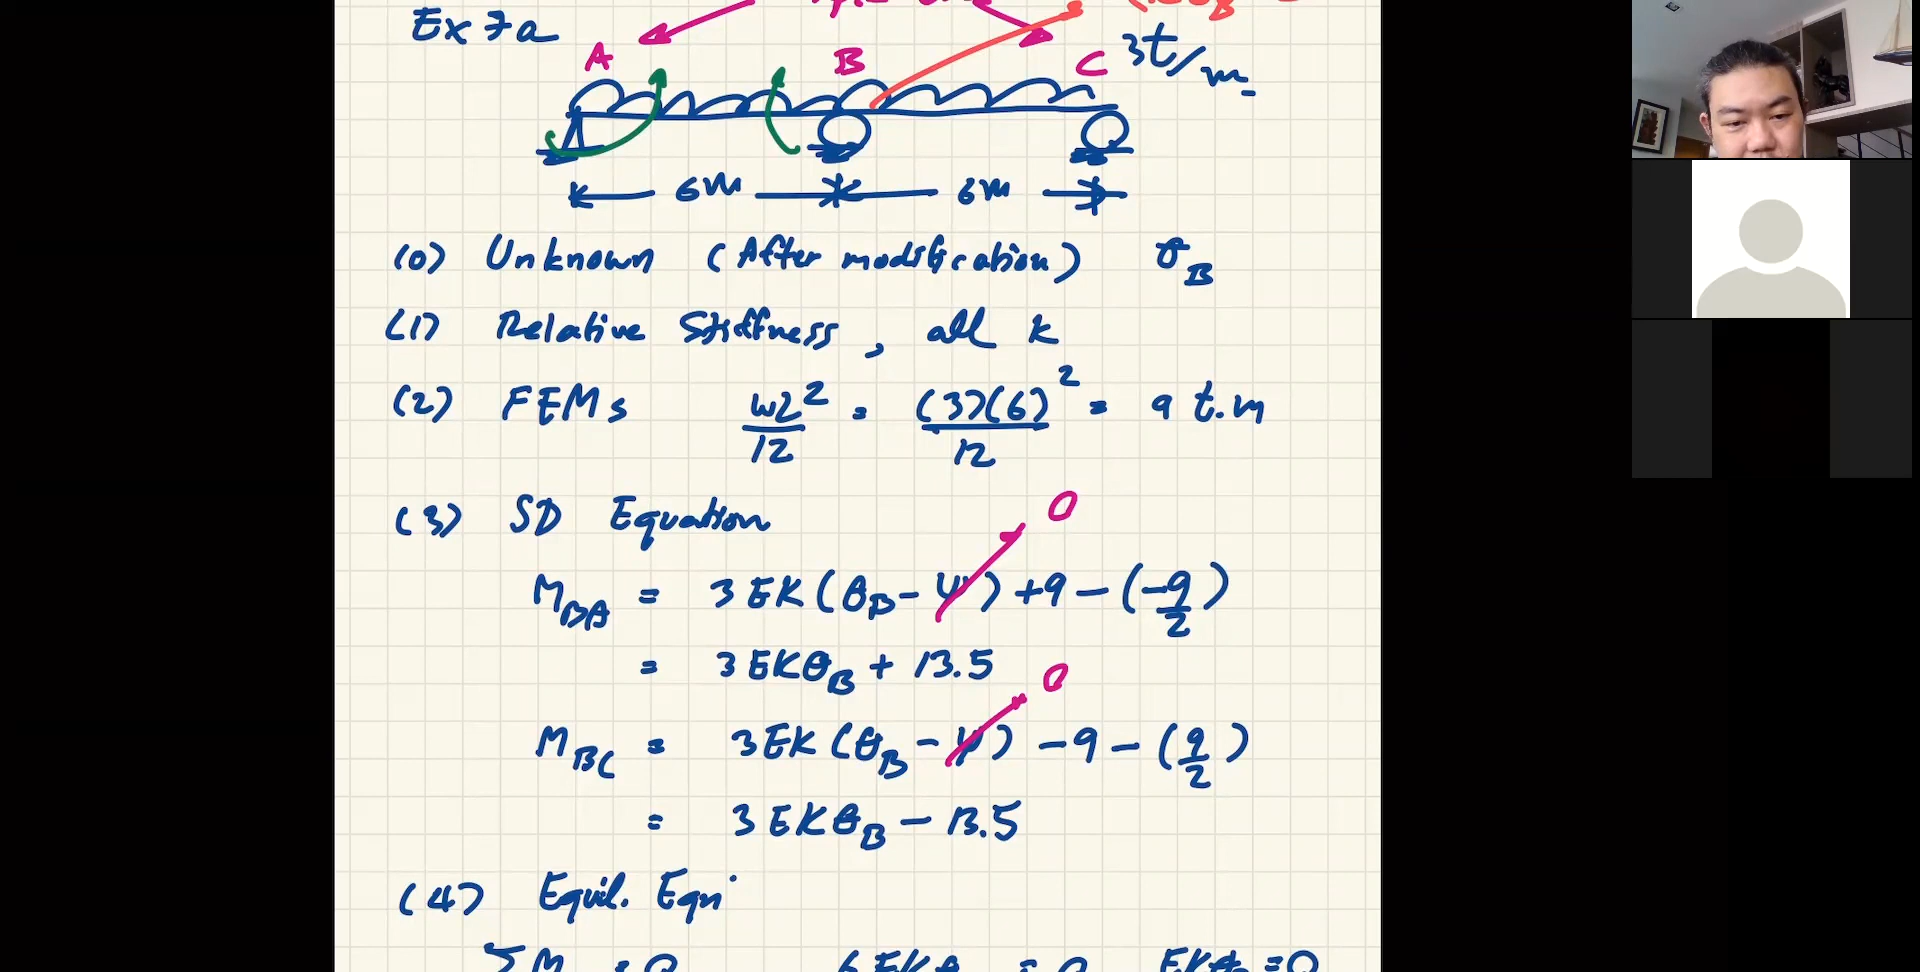 Ex 7a
A B C 3t/m
6m 6m
(0) Unknown (After modification) θB
(1) Relative Stiffness, all k
(2) FEMs wL²/12 = (3)(6)²/12 = 9 t.m
(3) SD Equation 0
MBA = 3EK(θB - ψ) + 9 - (-9/2)
= 3EKθB + 13.5 0
MBC = 3EK(θB - ψ) - 9 - (9/2)
= 3EKθB - 13.5
(4) Equil. Eqn